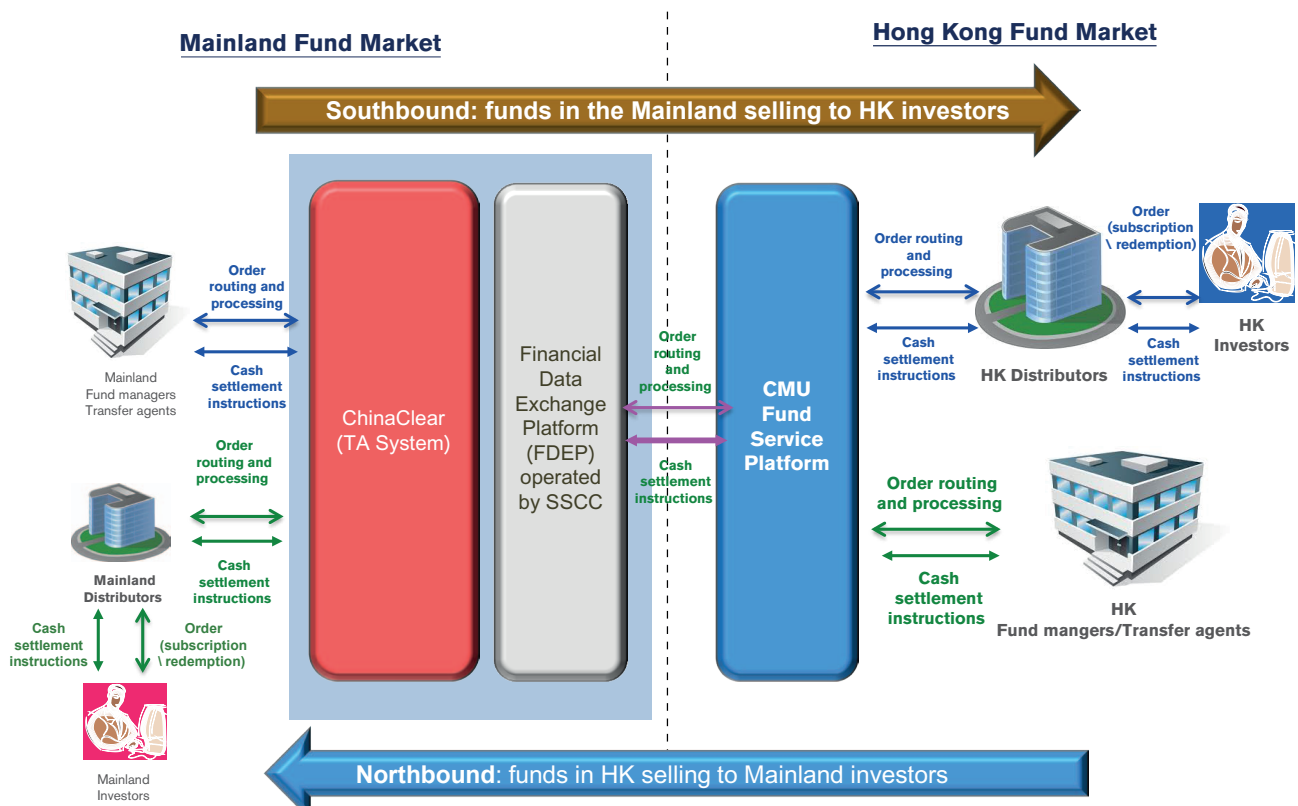 Mainland Fund Market
Hong Kong Fund Market
Southbound: funds in the Mainland selling to HK investors
Order
routing and
processing
Cash
settlement
instructions
Mainland
Fund managers
Transfer agents
Order
routing and
processing
Cash
settlement
instructions
Mainland
Distributors
Cash
settlement
instructions
Order
(subscription
\ redemption)
Mainland
Investors
ChinaClear
(TA System)
Financial
Data
Exchange
Platform
(FDEP)
operated
by SSCC
Order
routing
and
processing
Cash
settlement
instructions
CMU
Fund
Service
Platform
Order routing
and
processing
Cash
settlement
instructions
HK Distributors
Order
(subscription
\ redemption)
Cash
settlement
instructions
HK
Investors
Order routing
and processing
Cash
settlement
instructions
HK
Fund mangers/Transfer agents
Northbound: funds in HK selling to Mainland investors